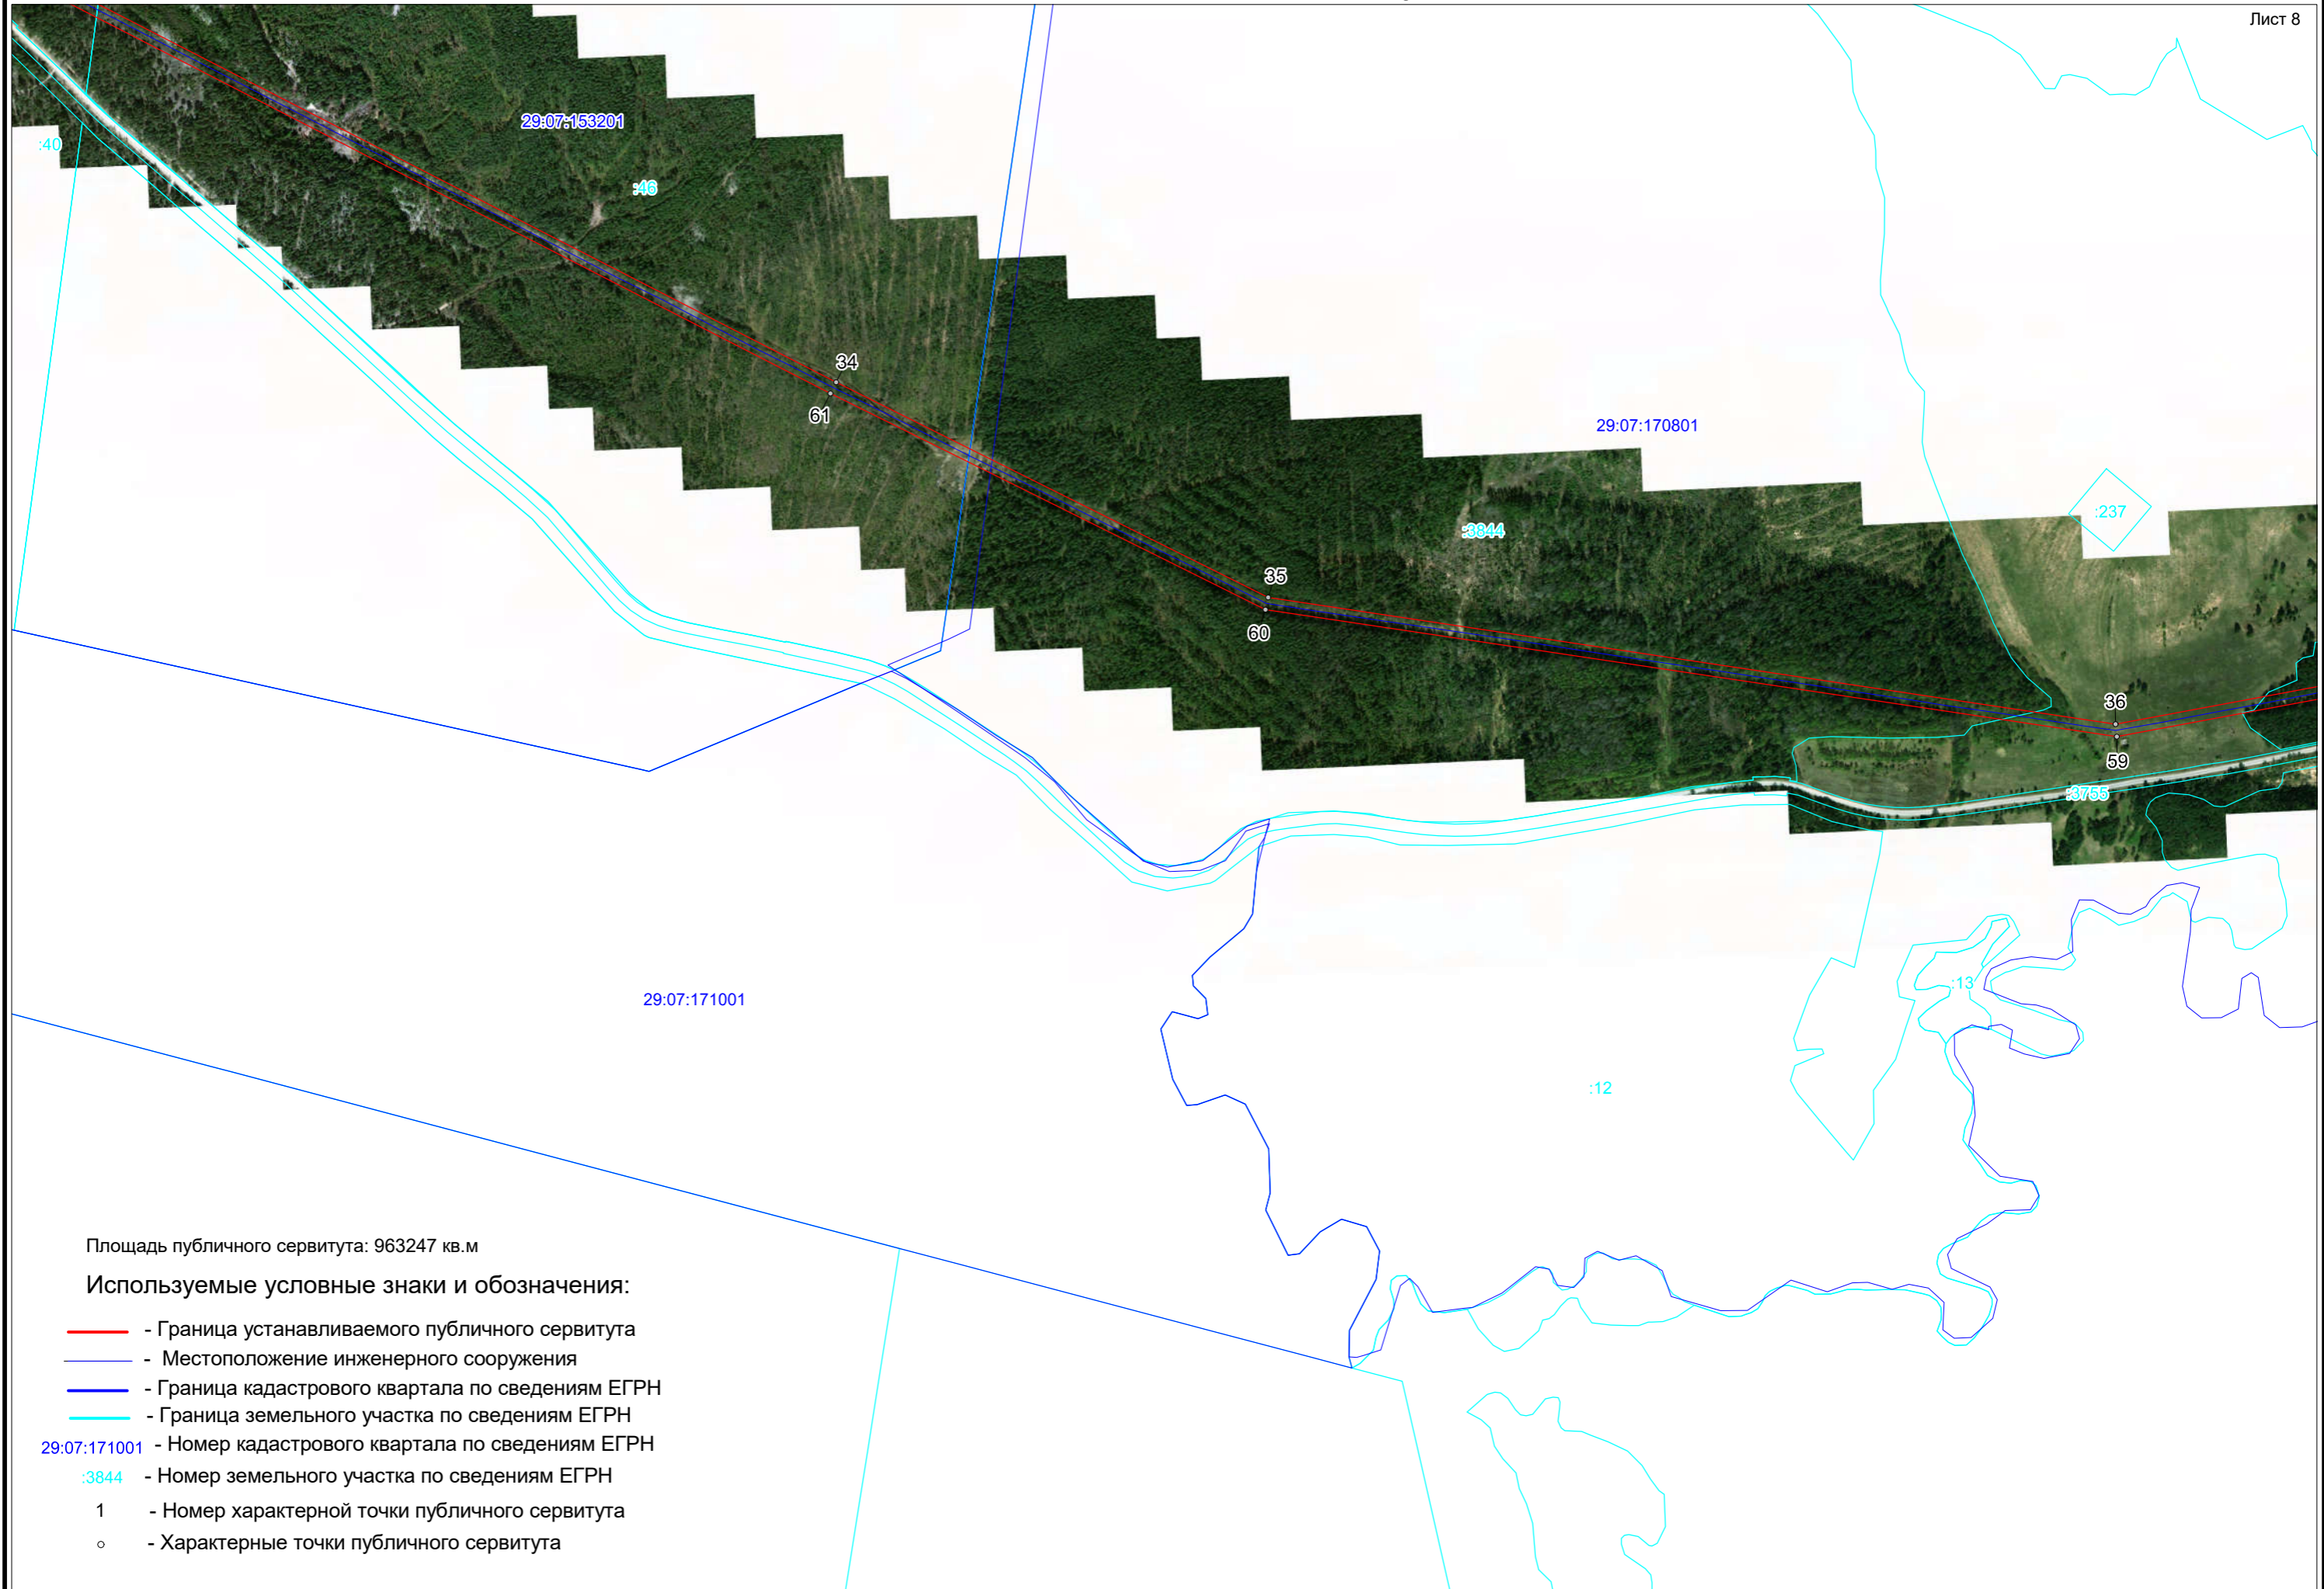 Лист 8
29:07:153201
:40
:46
34
61
29:07:170801
:237
:3844
35
60
36
59
:3755
:13
29:07:171001
:12
Площадь публичного сервитута: 963247 кв.м
Используемые условные знаки и обозначения:
- Граница устанавливаемого публичного сервитута
- Местоположение инженерного сооружения
- Граница кадастрового квартала по сведениям ЕГРН
- Граница земельного участка по сведениям ЕГРН
29:07:171001 - Номер кадастрового квартала по сведениям ЕГРН
:3844 - Номер земельного участка по сведениям ЕГРН
1 - Номер характерной точки публичного сервитута
- Характерные точки публичного сервитута